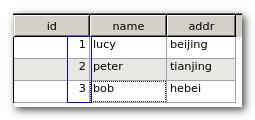 id name addr
1 lucy beijing
2 peter tianjing
3 bob hebei